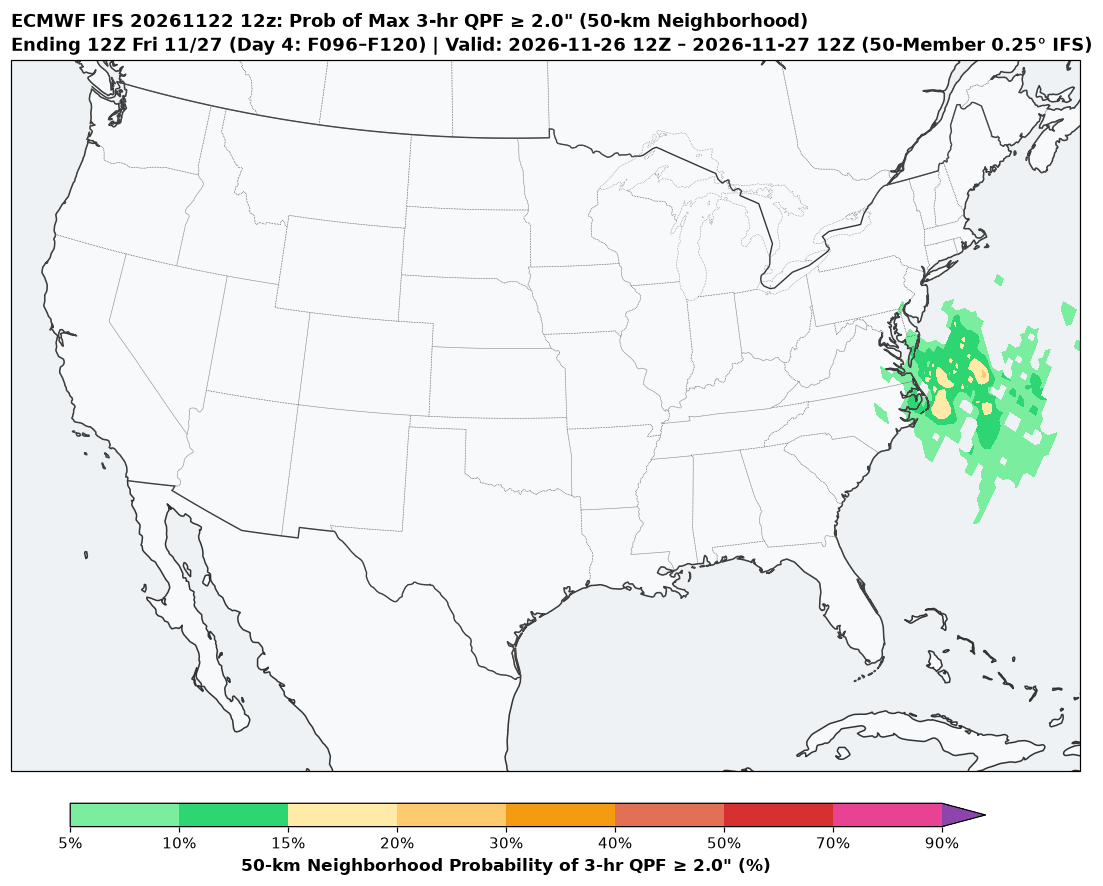 ECMWF IFS 20261122 12z: Prob of Max 3-hr QPF ≥ 2.0" (50-km Neighborhood)
Ending 12Z Fri 11/27 (Day 4: F096–F120) | Valid: 2026-11-26 12Z – 2026-11-27 12Z (50-Member 0.25° IFS)
5% 10% 15% 20% 30% 40% 50% 70% 90%
50-km Neighborhood Probability of 3-hr QPF ≥ 2.0" (%)